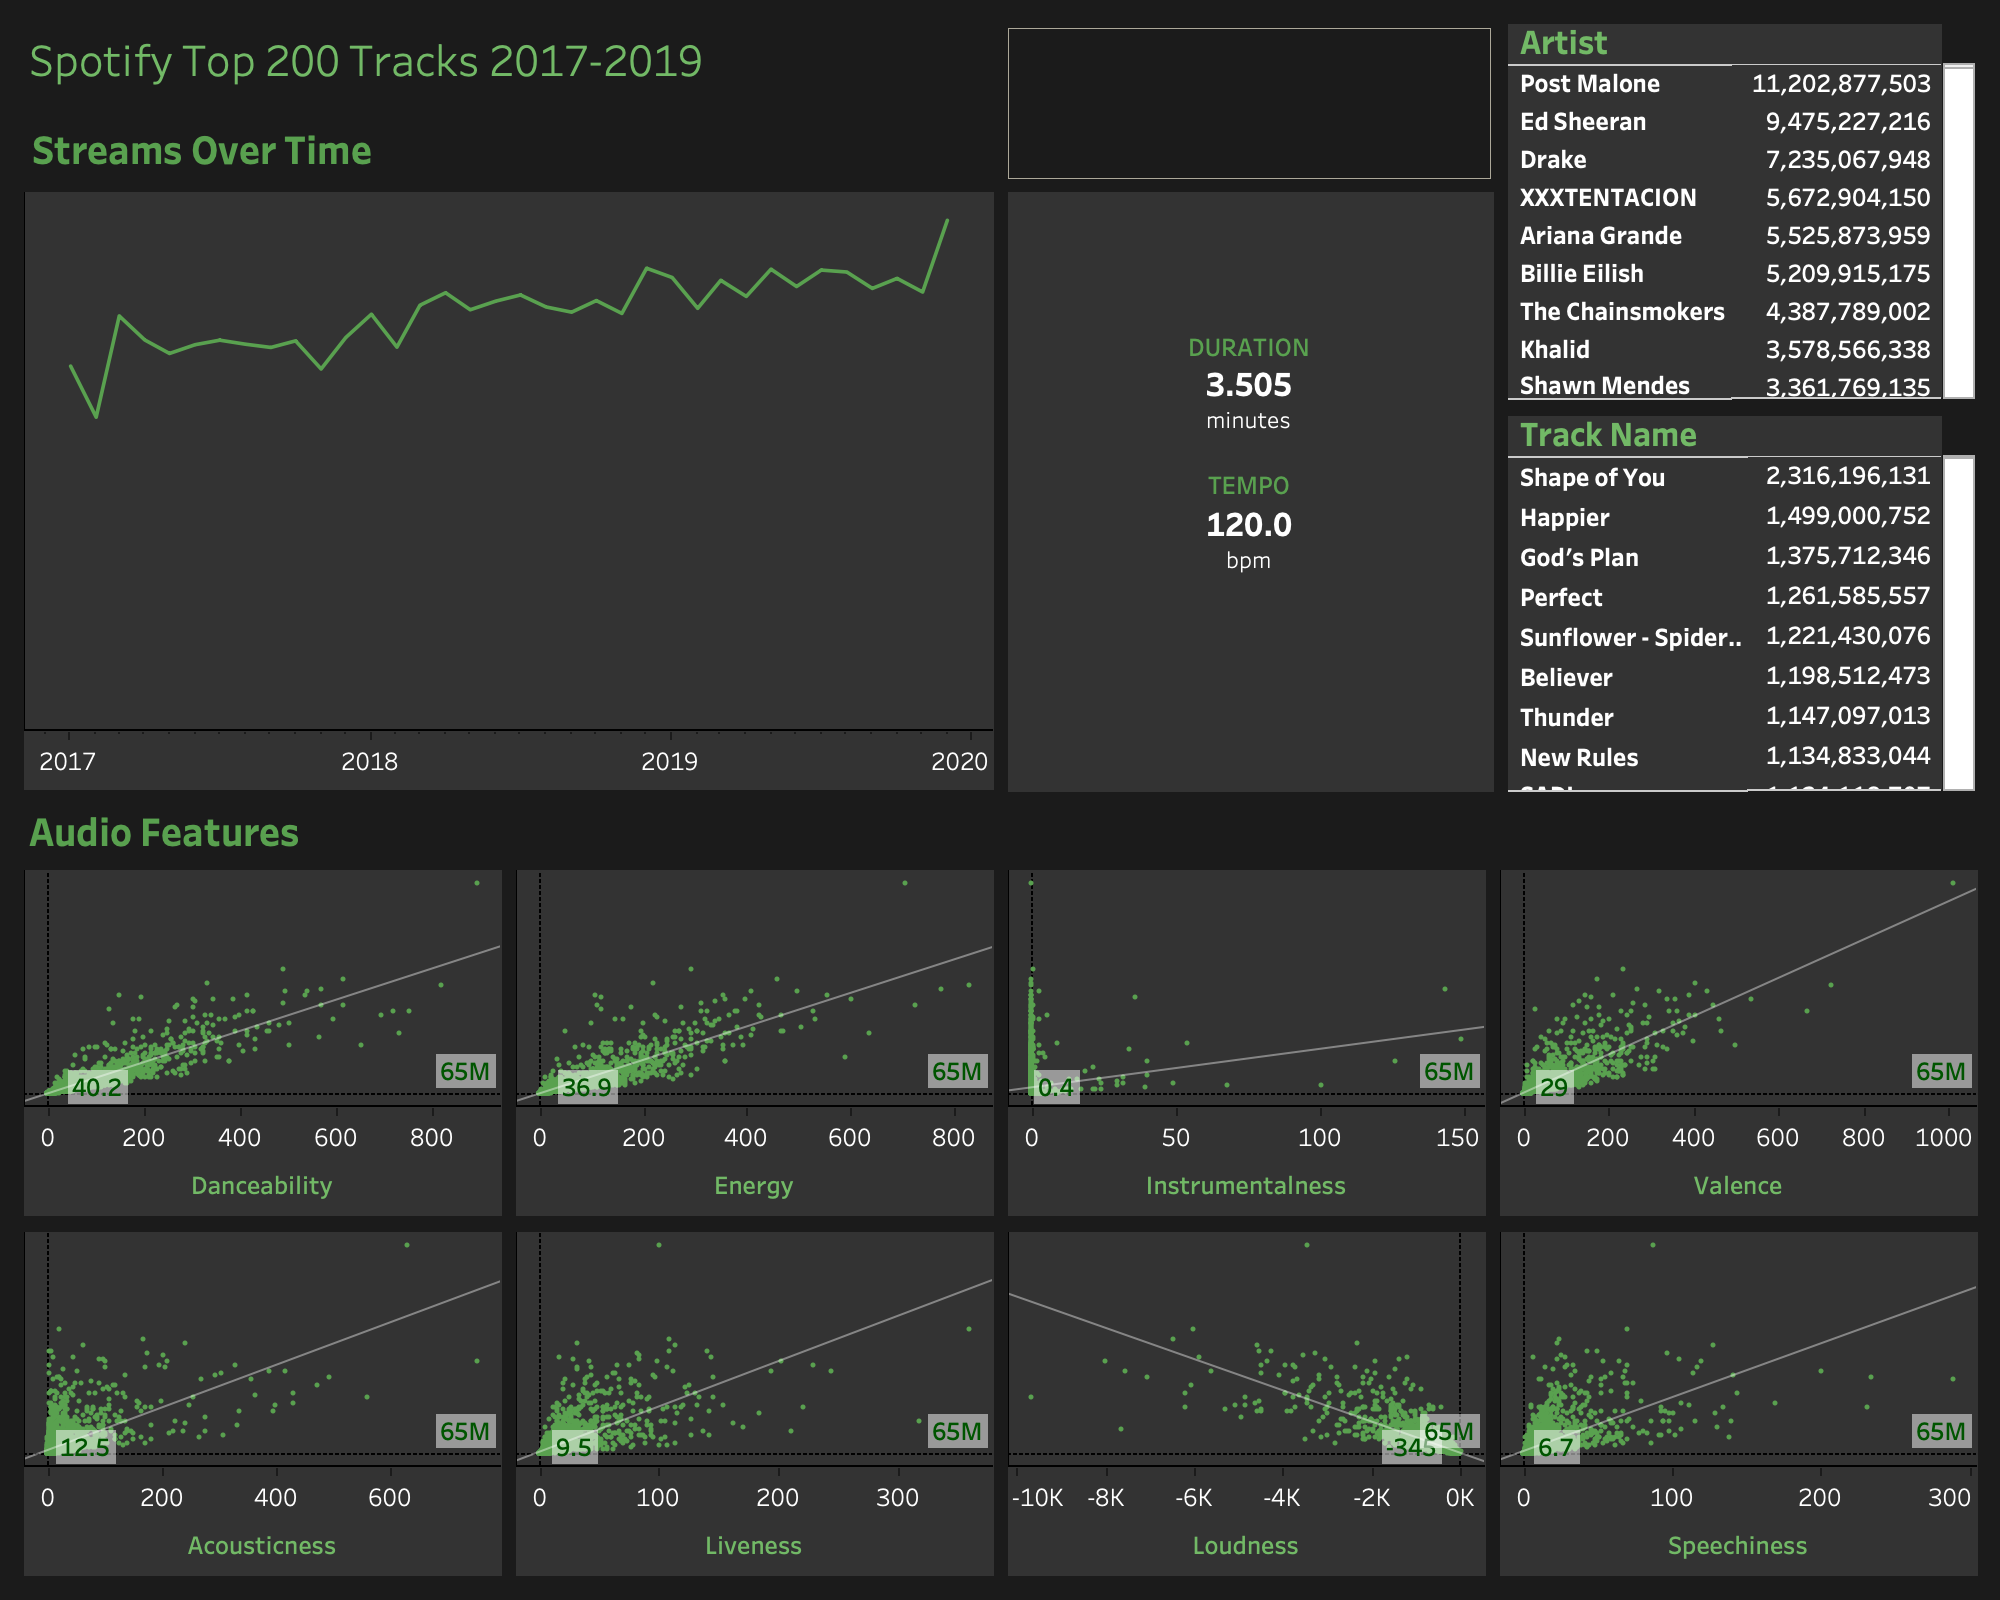 Spotify Top 200 Tracks 2017-2019
Streams Over Time
2017 2018 2019 2020
DURATION
3.505
minutes
TEMPO
120.0
bpm
Artist
Post Malone 11,202,877,503
Ed Sheeran 9,475,227,216
Drake 7,235,067,948
XXXTENTACION 5,672,904,150
Ariana Grande 5,525,873,959
Billie Eilish 5,209,915,175
The Chainsmokers 4,387,789,002
Khalid 3,578,566,338
Shawn Mendes 3,361,769,135
Track Name
Shape of You 2,316,196,131
Happier 1,499,000,752
God’s Plan 1,375,712,346
Perfect 1,261,585,557
Sunflower - Spider.. 1,221,430,076
Believer 1,198,512,473
Thunder 1,147,097,013
New Rules 1,134,833,044
Audio Features
65M
40.2
0 200 400 600 800
Danceability
65M
36.9
0 200 400 600 800
Energy
65M
0.4
0 50 100 150
Instrumentalness
65M
29
0 200 400 600 800 1000
Valence
65M
12.5
0 200 400 600
Acousticness
65M
9.5
0 100 200 300
Liveness
65M
-345
-10K -8K -6K -4K -2K 0K
Loudness
65M
6.7
0 100 200 300
Speechiness